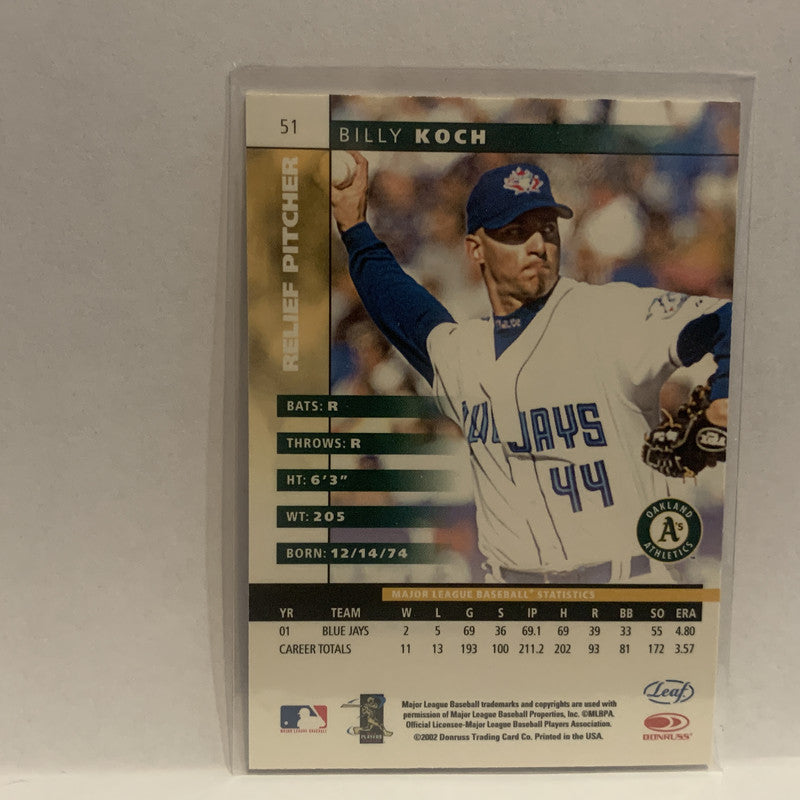 51
BILLY KOCH
RELIEF PITCHER
JAYS
44
BATS: R
THROWS: R
HT: 6'3"
WT: 205
BORN: 12/14/74
OAKLAND
A's
ATHLETICS
MAJOR LEAGUE BASEBALL® STATISTICS
YR TEAM W L G S IP H R BB SO ERA
01 BLUE JAYS 2 5 69 36 69.1 69 39 33 55 4.80
CAREER TOTALS 11 13 193 100 211.2 202 93 81 172 3.57
Leaf
MAJOR LEAGUE BASEBALL
PLAYERS
Major League Baseball trademarks and copyrights are used with
permission of Major League Baseball Properties, Inc. ©MLBPA.
Official Licensee-Major League Baseball Players Association.
©2002 Donruss Trading Card Co. Printed in the USA.
DONRUSS